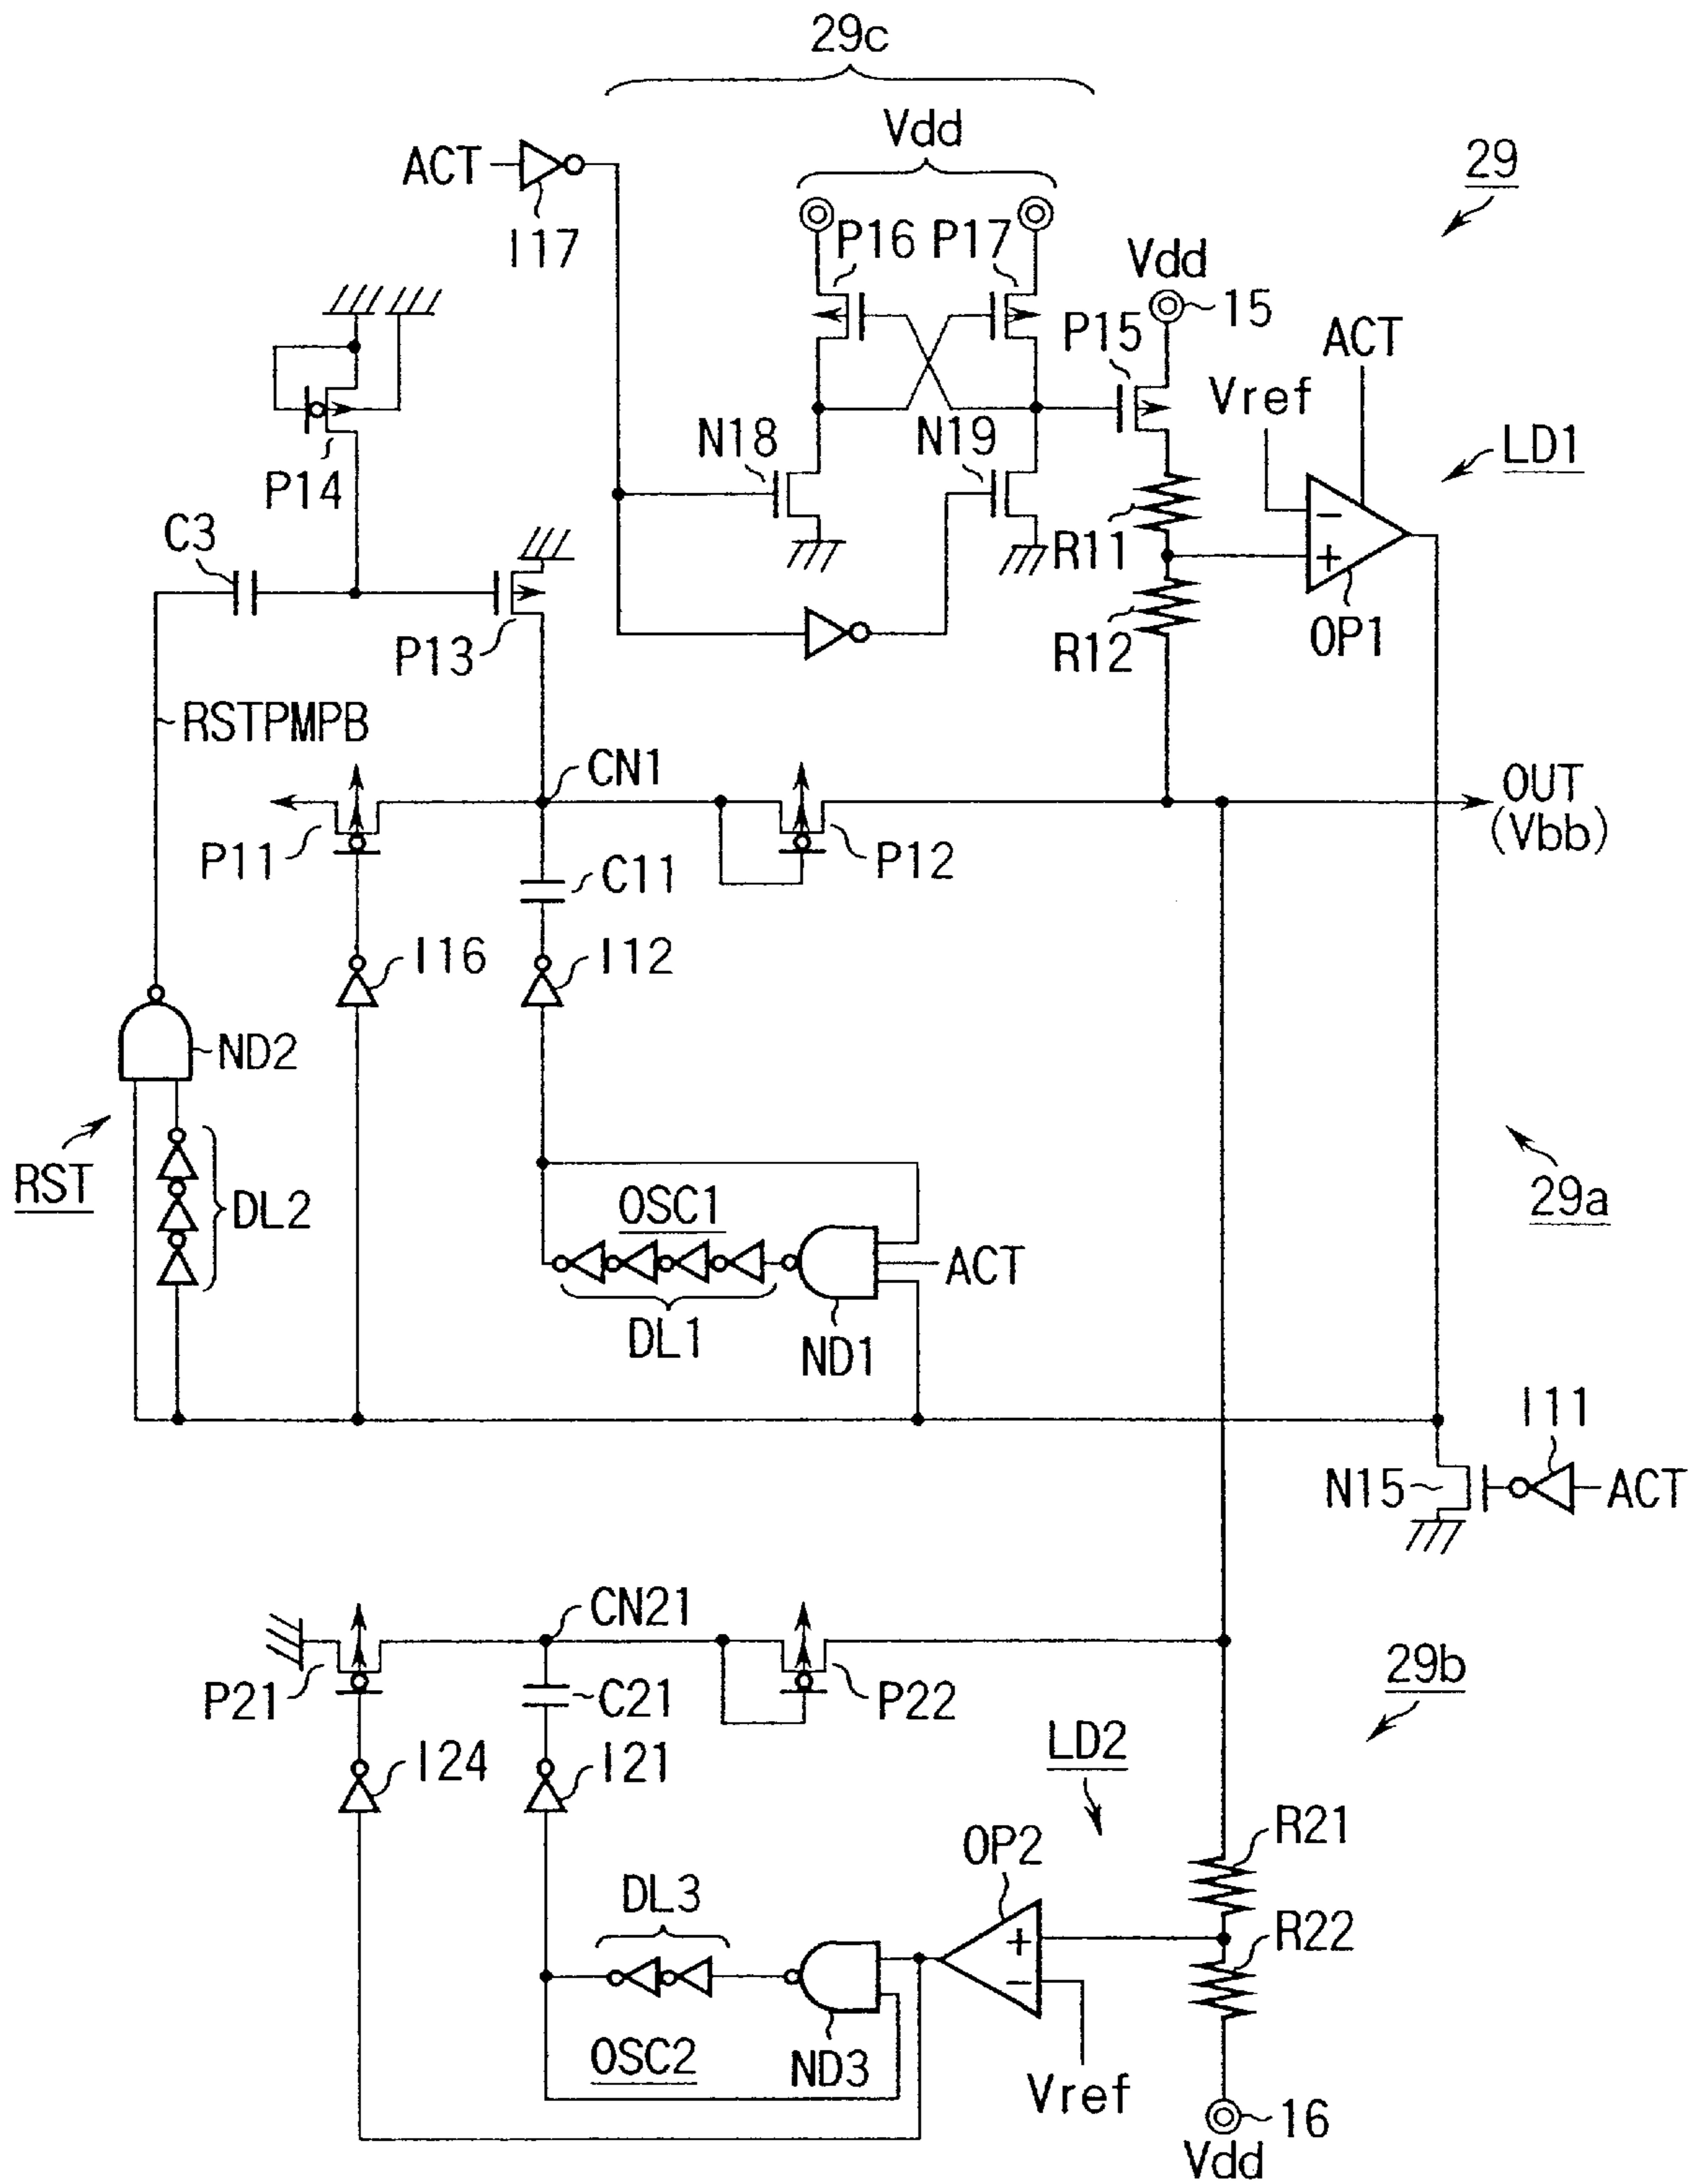 29c
Vdd
ACT
I17
29
P16
P17
Vdd
15
P15
ACT
Vref
N18
N19
LD1
P14
C3
R11
P13
R12
OP1
RSTPMPB
CN1
OUT
(Vbb)
P11
C11
P12
I16
I12
ND2
RST
DL2
OSC1
29a
ACT
DL1
ND1
I11
N15
ACT
CN21
29b
P21
C21
P22
LD2
I24
I21
R21
OP2
DL3
R22
OSC2
ND3
Vref
16
Vdd